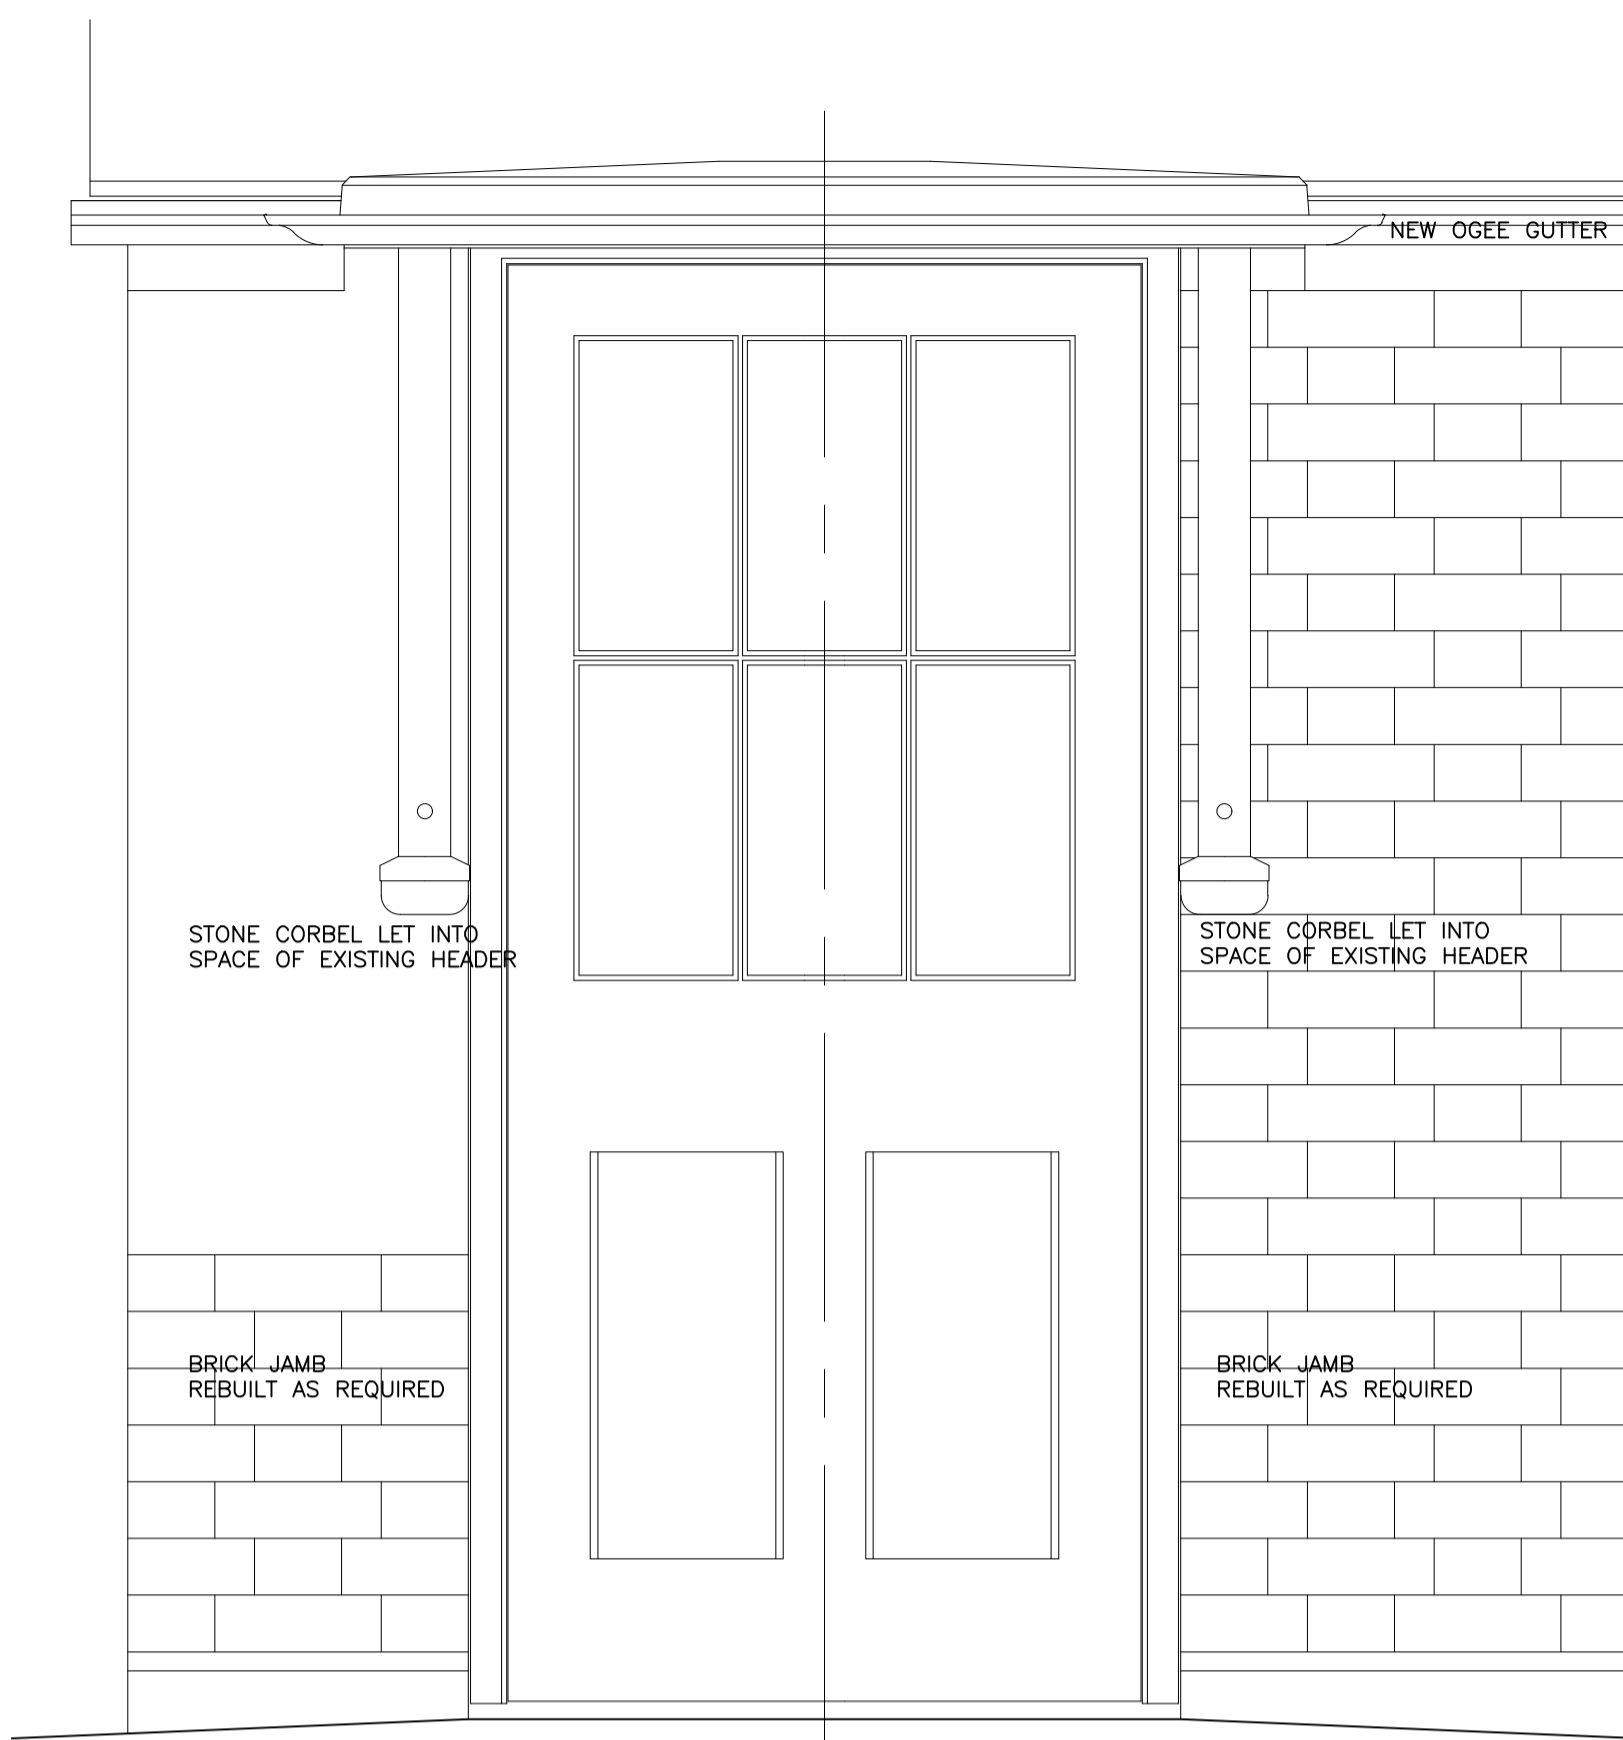 NEW OGEE GUTTER
STONE CORBEL LET INTO
SPACE OF EXISTING HEADER
STONE CORBEL LET INTO
SPACE OF EXISTING HEADER
BRICK JAMB
REBUILT AS REQUIRED
BRICK JAMB
REBUILT AS REQUIRED